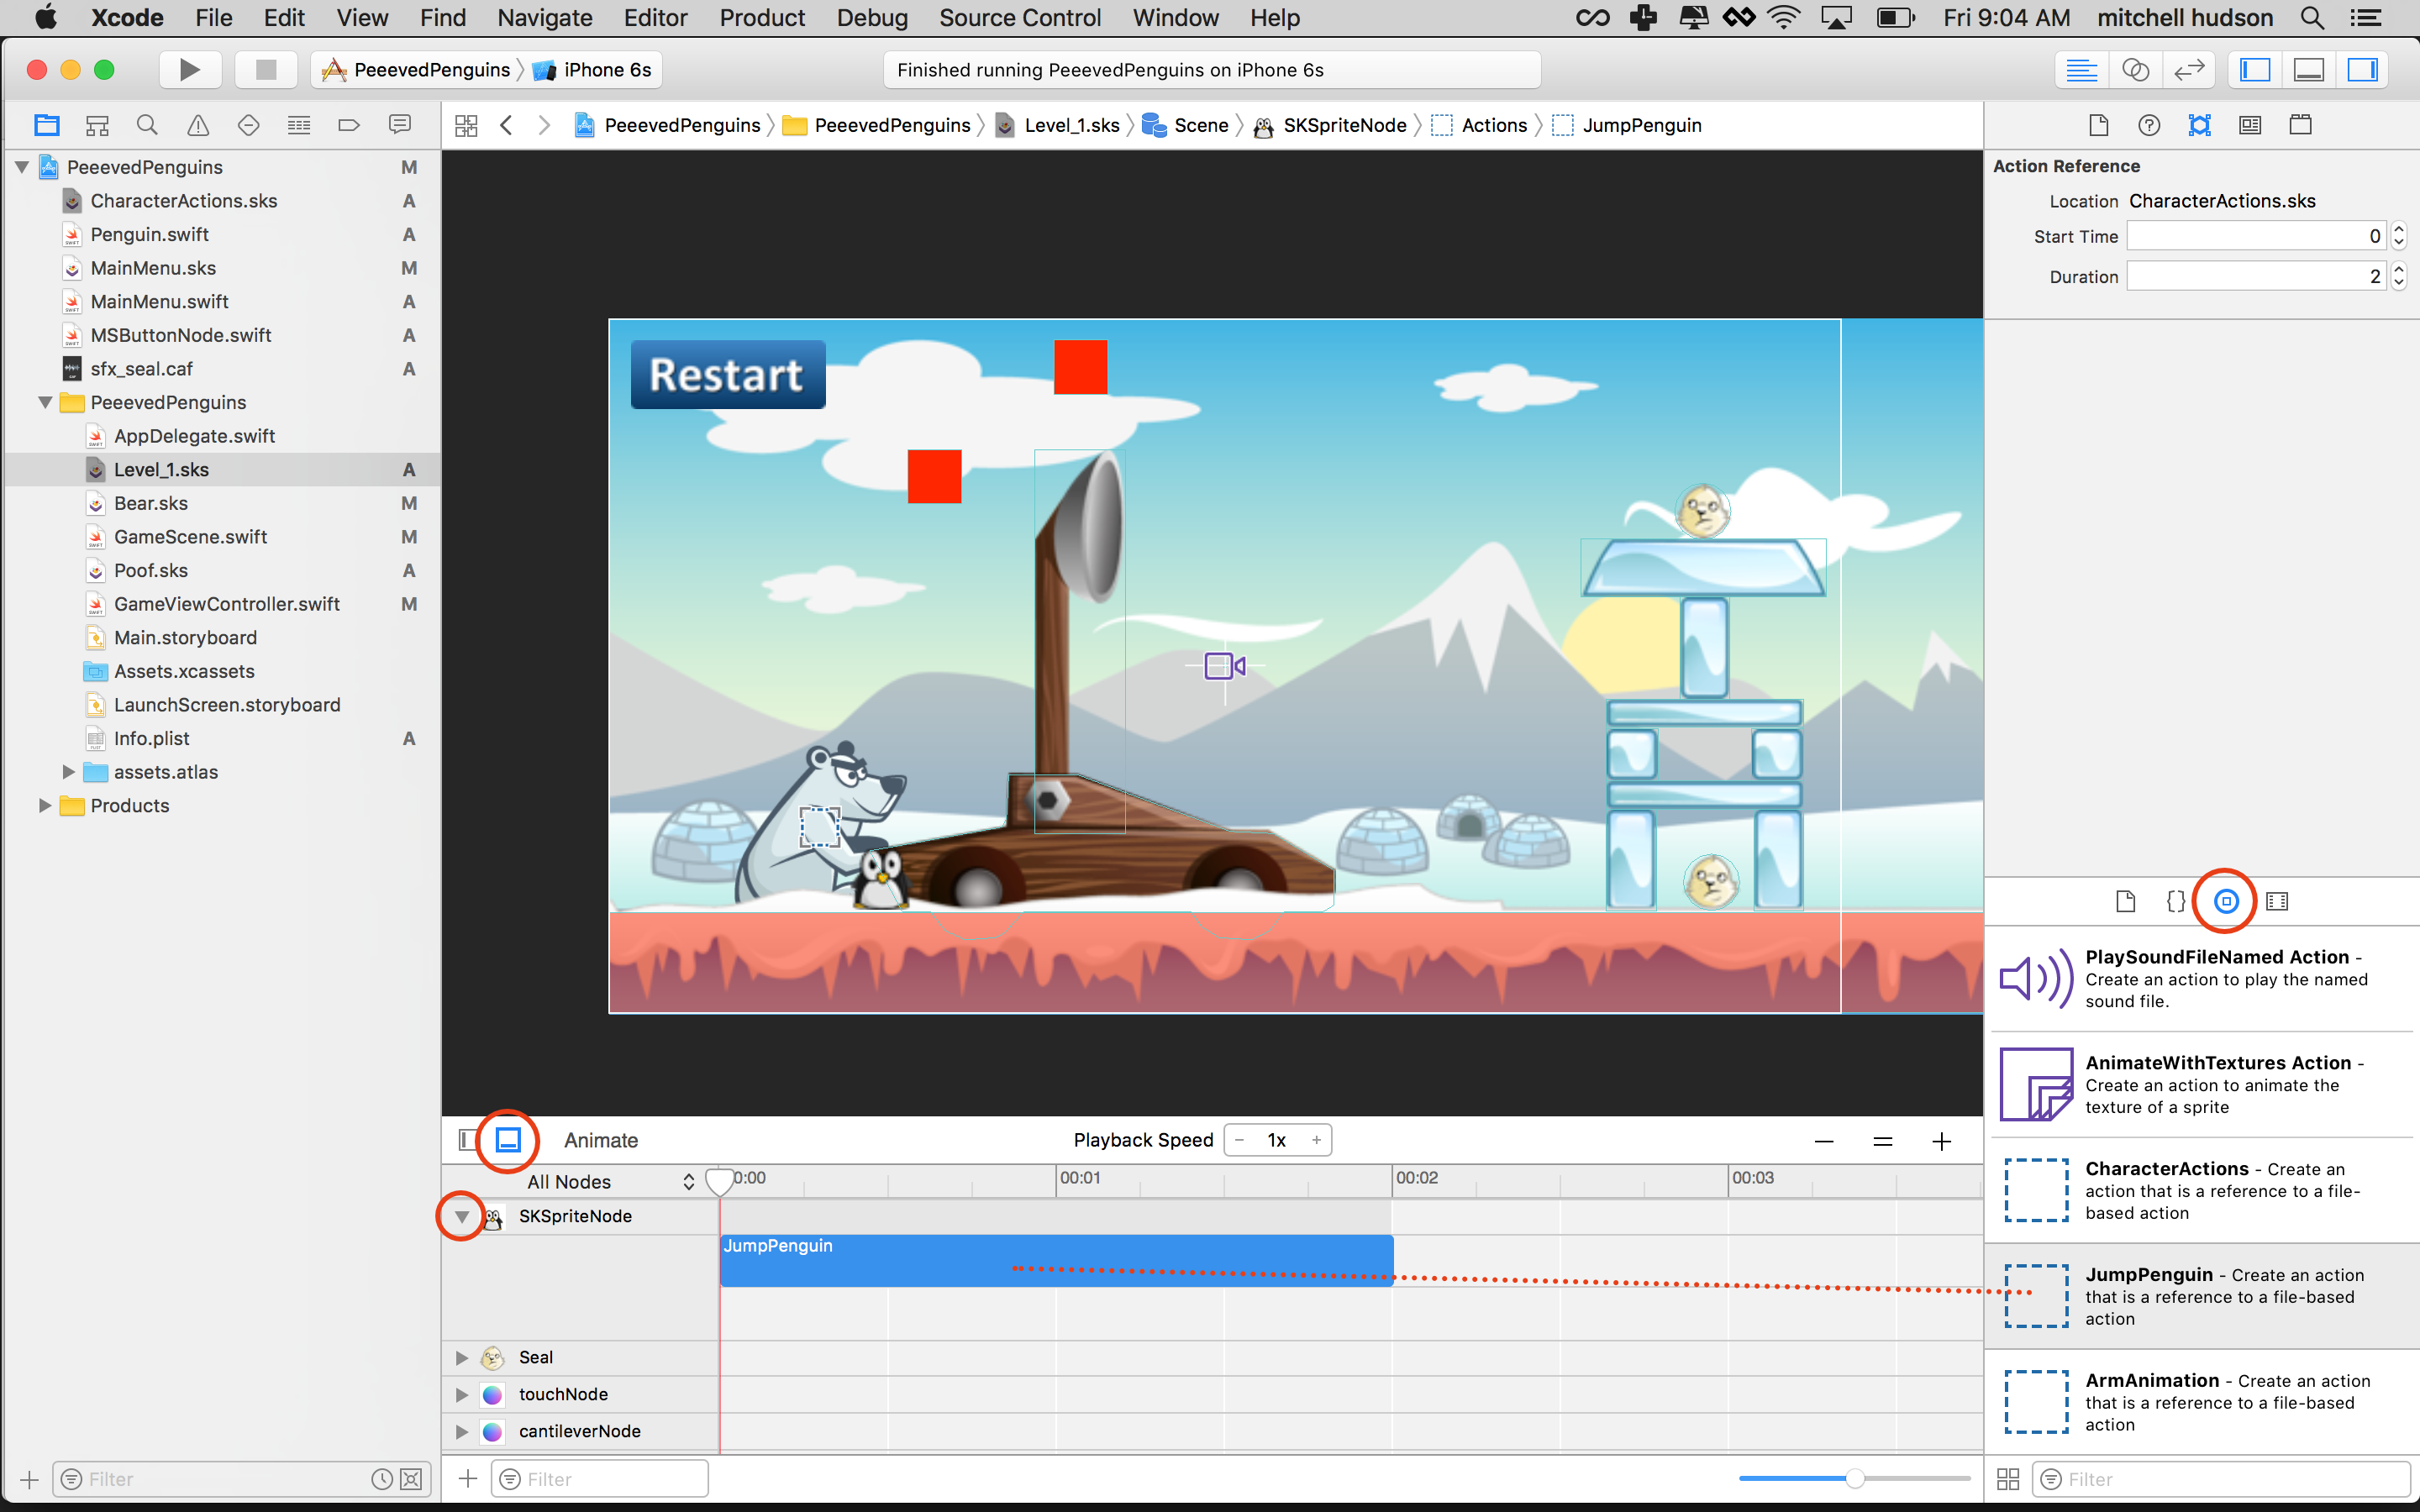 Xcode File Edit View Find Navigate Editor Product Debug Source Control Window Help Fri 9:04 AM mitchell hudson
PeeevedPenguins iPhone 6s
Finished running PeeevedPenguins on iPhone 6s
PeeevedPenguins PeeevedPenguins Level_1.sks Scene SKSpriteNode Actions JumpPenguin
PeeevedPenguins M
CharacterActions.sks A
Penguin.swift A
MainMenu.sks M
MainMenu.swift A
MSButtonNode.swift A
sfx_seal.caf A
PeeevedPenguins
AppDelegate.swift
Level_1.sks A
Bear.sks M
GameScene.swift M
Poof.sks A
GameViewController.swift M
Main.storyboard
Assets.xcassets
LaunchScreen.storyboard
Info.plist A
assets.atlas
Products
Filter
Restart
Animate
Playback Speed - 1x +
All Nodes
0:00 00:01 00:02 00:03
SKSpriteNode
JumpPenguin
Seal
touchNode
cantileverNode
Filter
Action Reference
Location CharacterActions.sks
Start Time 0
Duration 2
{}
PlaySoundFileNamed Action -
Create an action to play the named
sound file.
AnimateWithTextures Action -
Create an action to animate the
texture of a sprite
CharacterActions - Create an
action that is a reference to a file-
based action
JumpPenguin - Create an action
that is a reference to a file-based
action
ArmAnimation - Create an action
that is a reference to a file-based
action
Filter